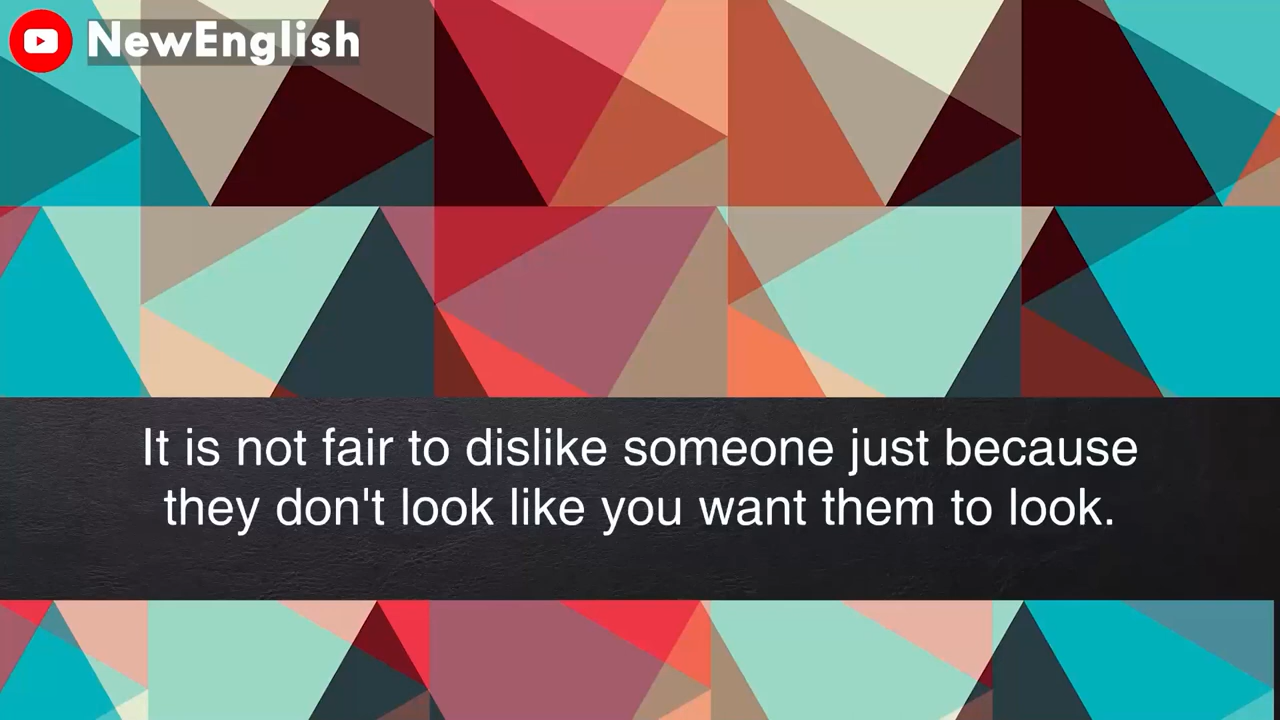 NewEnglish
It is not fair to dislike someone just because
they don't look like you want them to look.